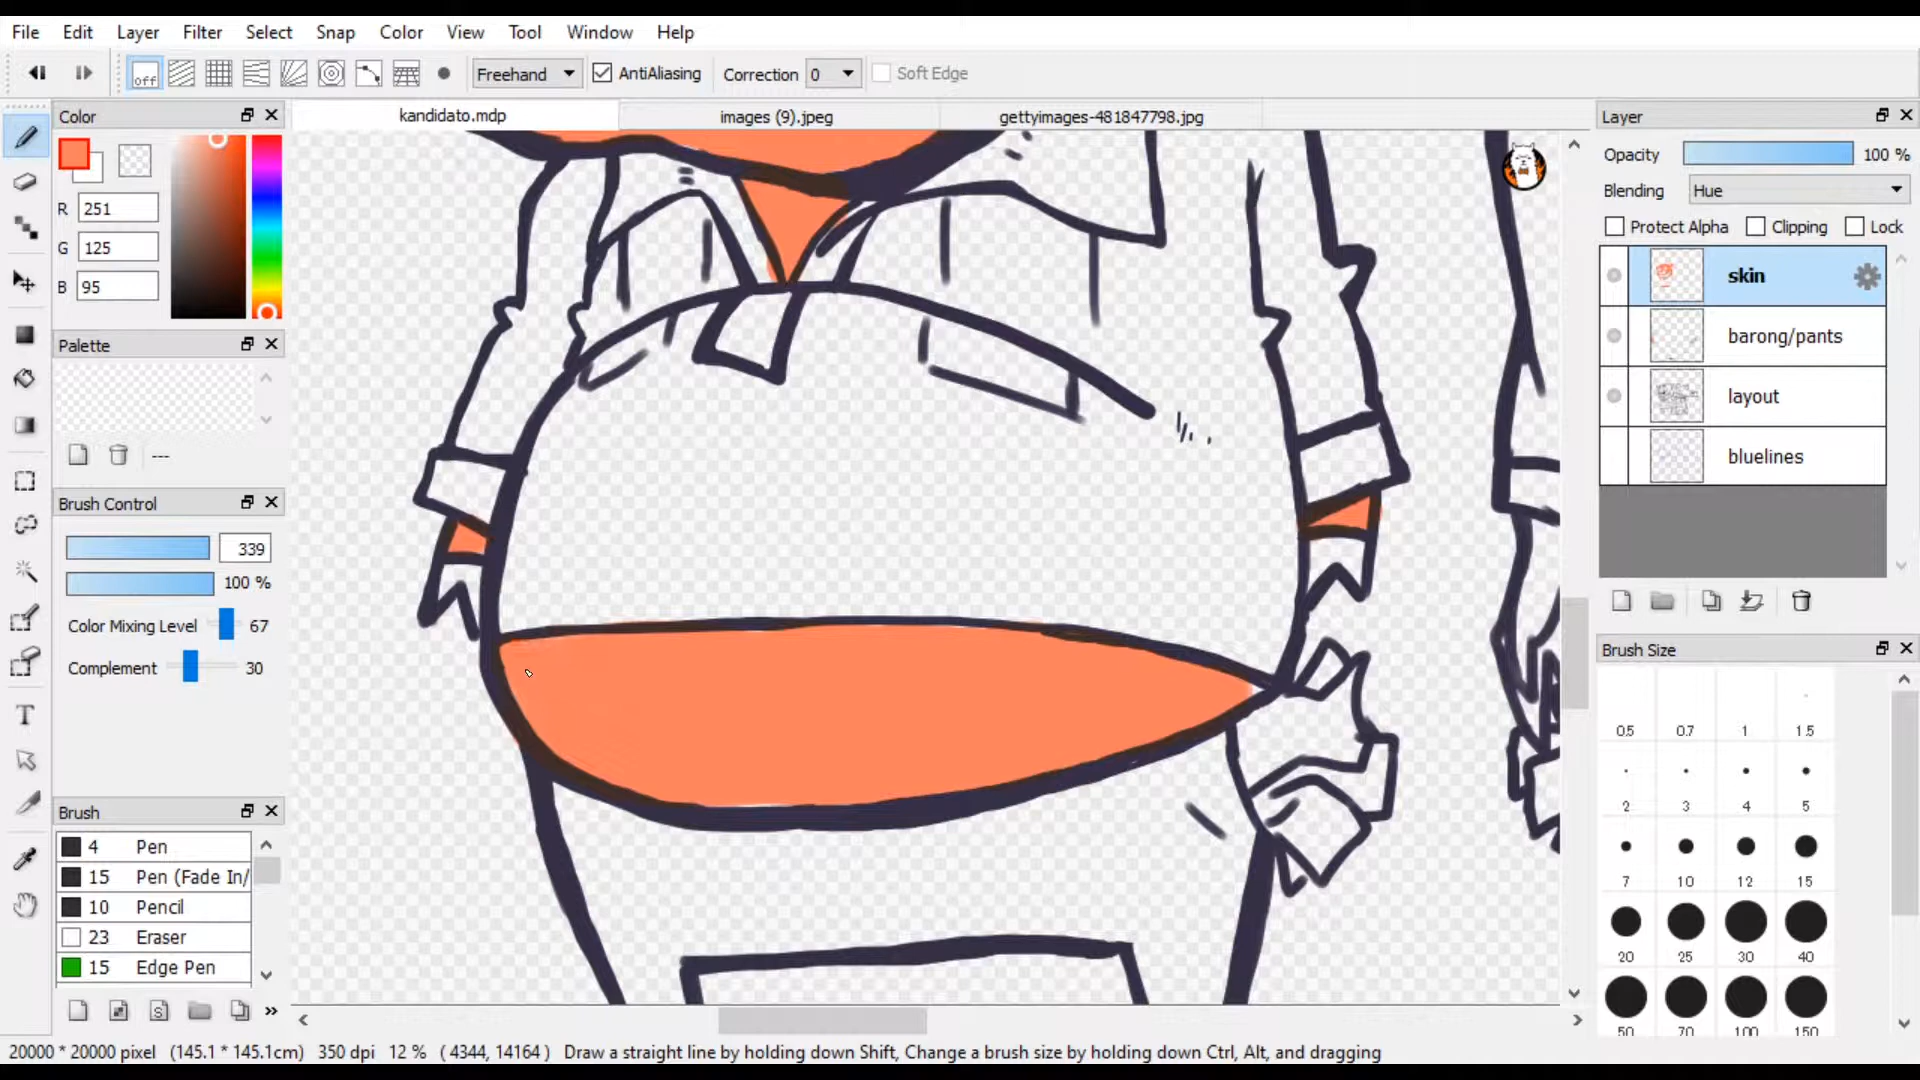 File Edit Layer Filter Select Snap Color View Tool Window Help
off Freehand AntiAliasing Correction 0 Soft Edge
Color
kandidato.mdp images (9).jpeg gettyimages-481847798.jpg
Layer
Opacity 100 %
Blending Hue
Protect Alpha Clipping Lock
R 251
G 125
B 95
skin
barong/pants
layout
bluelines
Palette
---
Brush Control
339
100 %
Color Mixing Level 67
Complement 30
T
Brush
4 Pen
15 Pen (Fade In/
10 Pencil
23 Eraser
15 Edge Pen
S
Brush Size
0.5 0.7 1 1.5
2 3 4 5
7 10 12 15
20 25 30 40
50 70 100 150
20000 * 20000 pixel (145.1 * 145.1cm) 350 dpi 12 % ( 4344, 14164 ) Draw a straight line by holding down Shift, Change a brush size by holding down Ctrl, Alt, and dragging